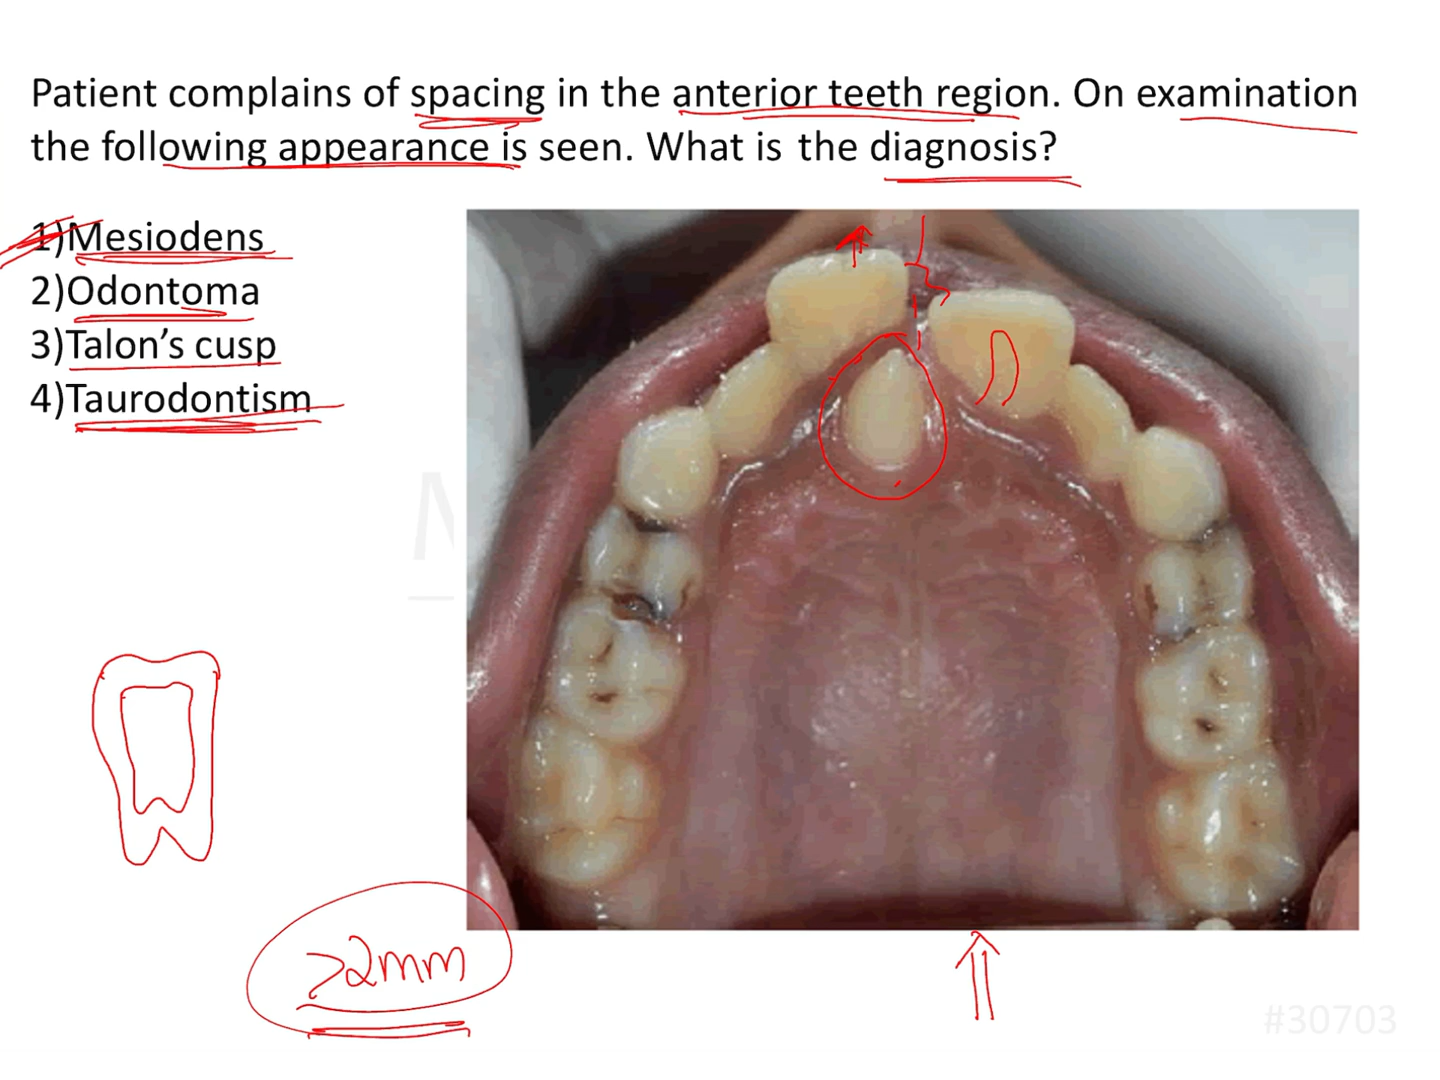 Patient complains of spacing in the anterior teeth region. On examination
the following appearance is seen. What is the diagnosis?
1)Mesiodens
2)Odontoma
3)Talon's cusp
4)Taurodontism
>2mm
#30703